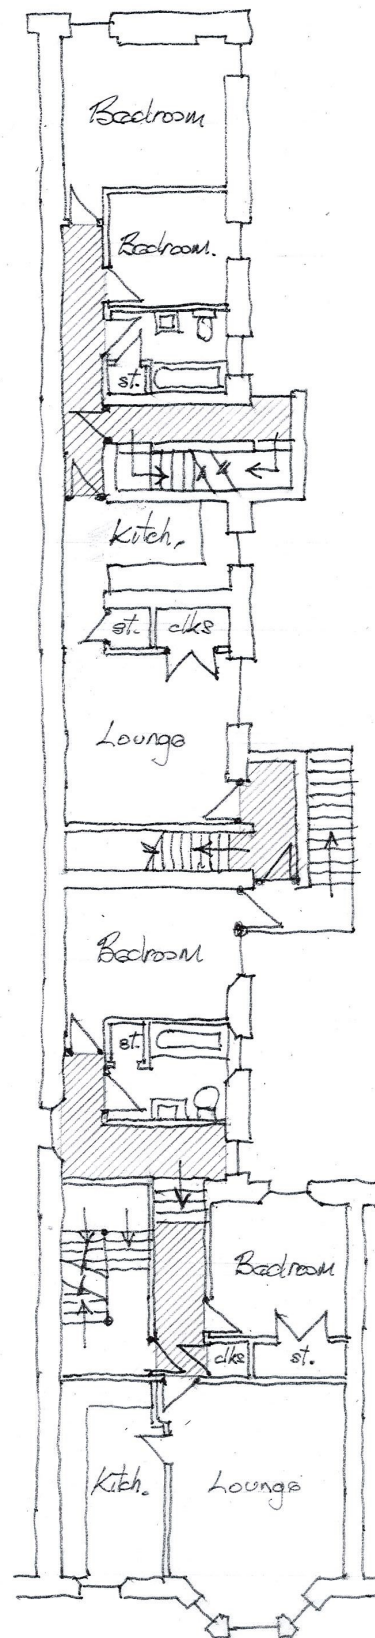 Bedroom
Bedroom.
st.
Kitch.
st. clks
Lounge
Bedroom
st.
Bedroom
clks st.
Kitch. Lounge